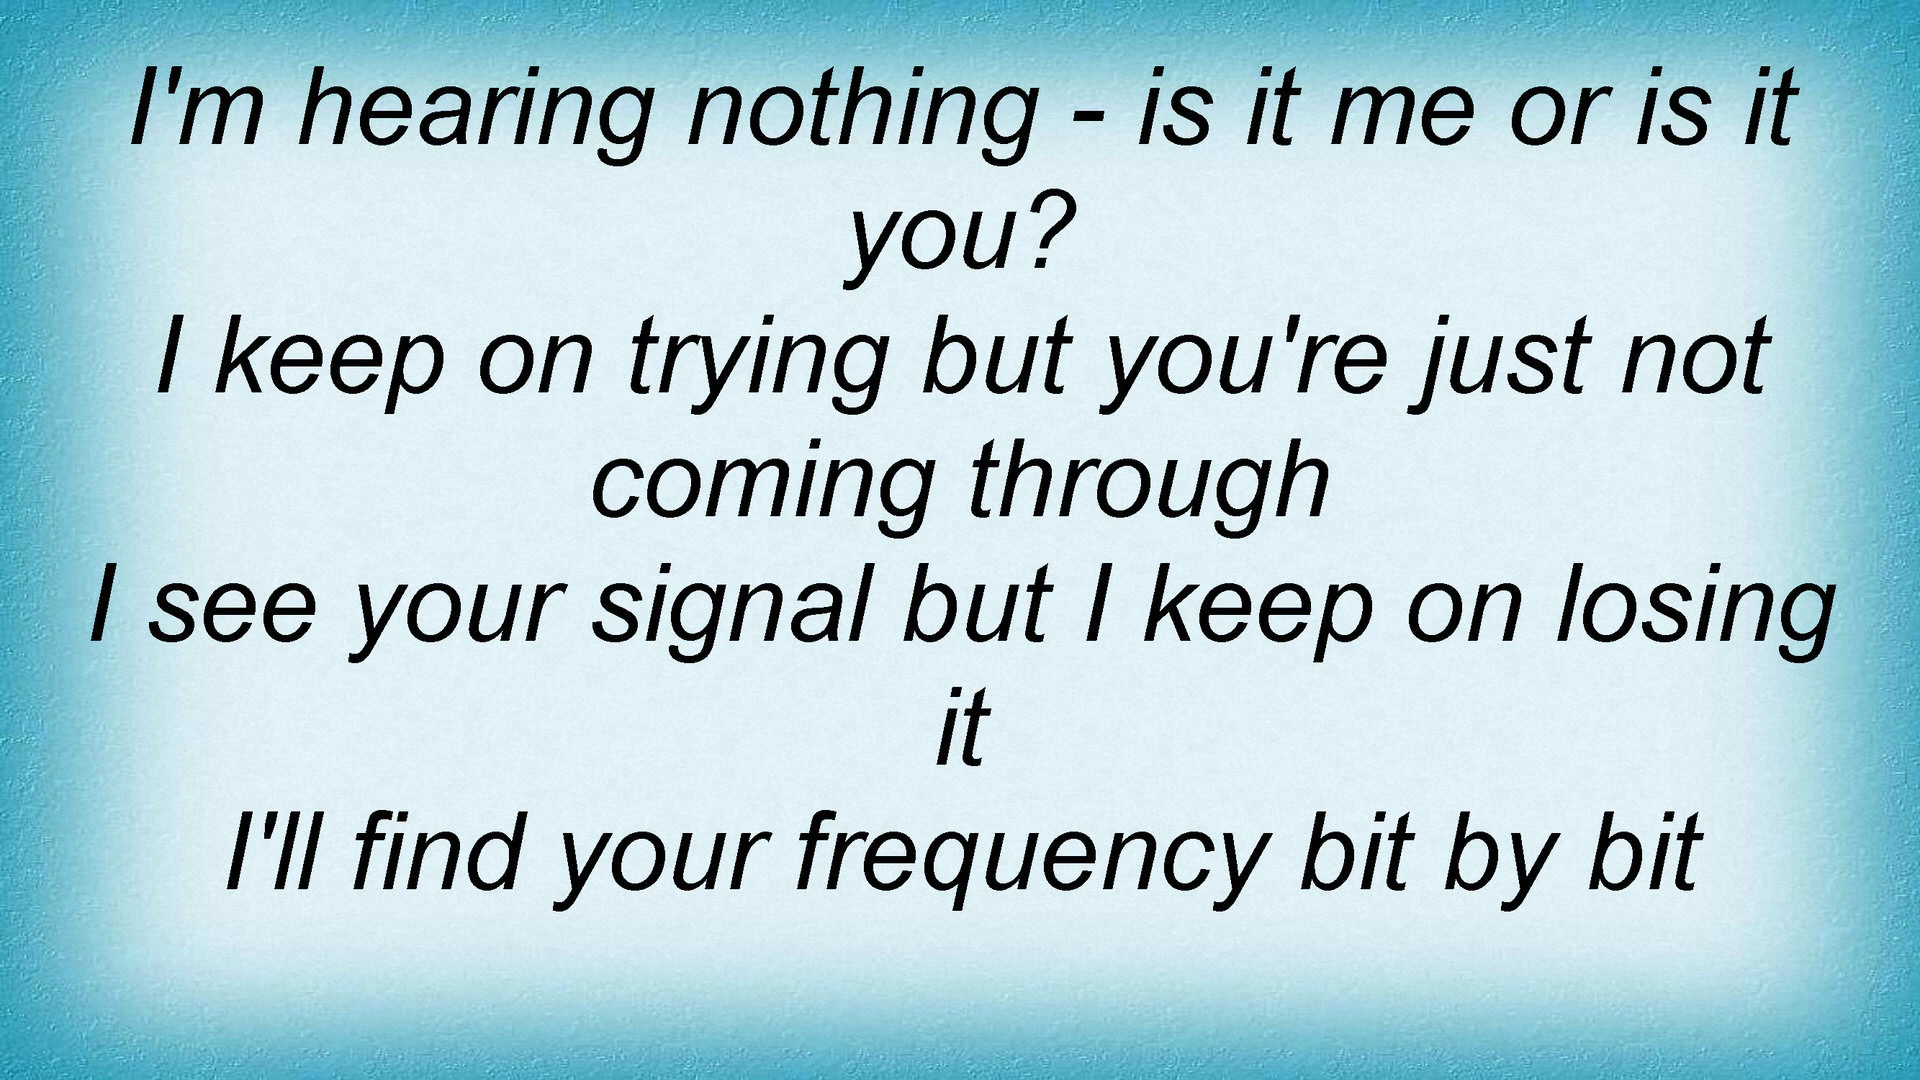 I'm hearing nothing - is it me or is it
you?
I keep on trying but you're just not
coming through
I see your signal but I keep on losing
it
I'll find your frequency bit by bit